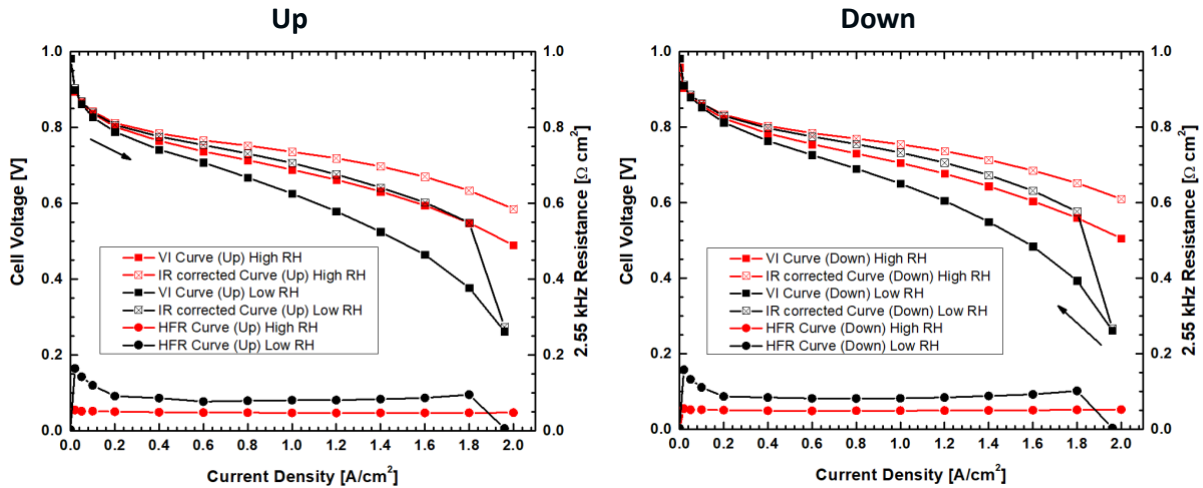 Up
1.0
0.8
0.6
0.4
0.2
0.0
Cell Voltage [V]
VI Curve (Up) High RH
IR corrected Curve (Up) High RH
VI Curve (Up) Low RH
IR corrected Curve (Up) Low RH
HFR Curve (Up) High RH
HFR Curve (Up) Low RH
1.0
0.8
0.6
0.4
0.2
0.0
2.55 kHz Resistance [Ω cm²]
0.0 0.2 0.4 0.6 0.8 1.0 1.2 1.4 1.6 1.8 2.0
Current Density [A/cm²]
Down
1.0
0.8
0.6
0.4
0.2
0.0
Cell Voltage [V]
VI Curve (Down) High RH
IR corrected Curve (Down) High RH
VI Curve (Down) Low RH
IR corrected Curve (Down) Low RH
HFR Curve (Down) High RH
HFR Curve (Down) Low RH
1.0
0.8
0.6
0.4
0.2
0.0
2.55 kHz Resistance [Ω cm²]
0.0 0.2 0.4 0.6 0.8 1.0 1.2 1.4 1.6 1.8 2.0
Current Density [A/cm²]